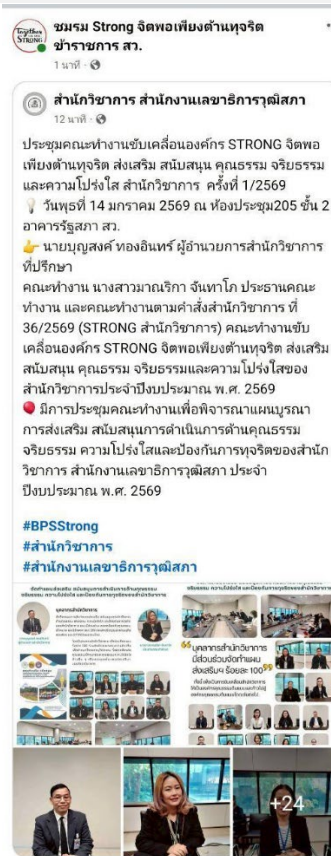 ชมรม Strong จิตพอเพียงต้านทุจริต
ข้าราชการ สว.
1 นาที ·
สำนักวิชาการ สำนักงานเลขาธิการวุฒิสภา
12 นาที ·
ประชุมคณะทำงานขับเคลื่อนองค์กร STRONG จิตพอ
เพียงต้านทุจริต ส่งเสริม สนับสนุน คุณธรรม จริยธรรม
และความโปร่งใส สำนักวิชาการ ครั้งที่ 1/2569
💡 วันพุธที่ 14 มกราคม 2569 ณ ห้องประชุม205 ชั้น 2
อาคารรัฐสภา สว.
👉 นายบุญสงค์ ทองอินทร์ ผู้อำนวยการสำนักวิชาการ
ที่ปรึกษา
คณะทำงาน นางสาวมาณริกา จันทาโภ ประธานคณะ
ทำงาน และคณะทำงานตามคำสั่งสำนักวิชาการ ที่
36/2569 (STRONG สำนักวิชาการ) คณะทำงานขับ
เคลื่อนองค์กร STRONG จิตพอเพียงต้านทุจริต ส่งเสริม
สนับสนุน คุณธรรม จริยธรรมและความโปร่งใสของ
สำนักวิชาการประจำปีงบประมาณ พ.ศ. 2569
🎈 มีการประชุมคณะทำงานเพื่อพิจารณาแผนบูรณา
การส่งเสริม สนับสนุนการดำเนินการด้านคุณธรรม
จริยธรรม ความโปร่งใสและป้องกันการทุจริตของสำนัก
วิชาการ สำนักงานเลขาธิการวุฒิสภา ประจำ
ปีงบประมาณ พ.ศ. 2569
#BPSStrong
#สำนักวิชาการ
#สำนักงานเลขาธิการวุฒิสภา
บุคลากรสำนักวิชาการ
มีส่วนร่วมจัดทำแผน
ส่งเสริมฯ ร้อยละ 100
+24